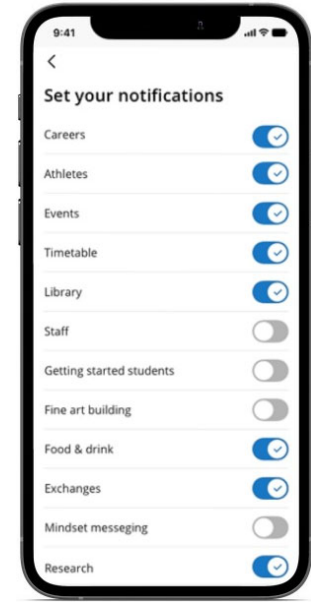 9:41
Set your notifications
Careers
Athletes
Events
Timetable
Library
Staff
Getting started students
Fine art building
Food & drink
Exchanges
Mindset messeging
Research